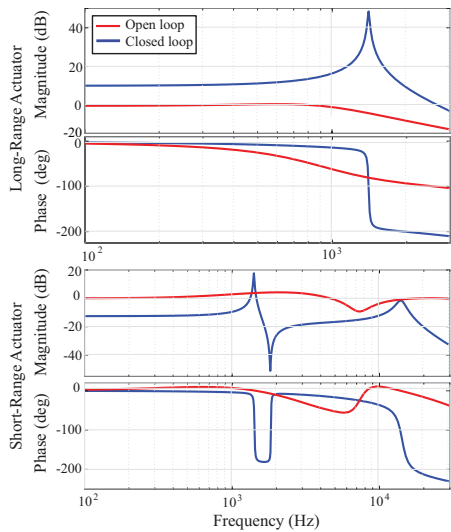 Open loop
Closed loop
Long-Range Actuator
Magnitude (dB)
40
20
0
20
Phase (deg)
0
-100
-200
10^2
10^3
Short-Range Actuator
Magnitude (dB)
20
0
-20
-40
Phase (deg)
0
-100
-200
10^2
10^3
10^4
Frequency (Hz)